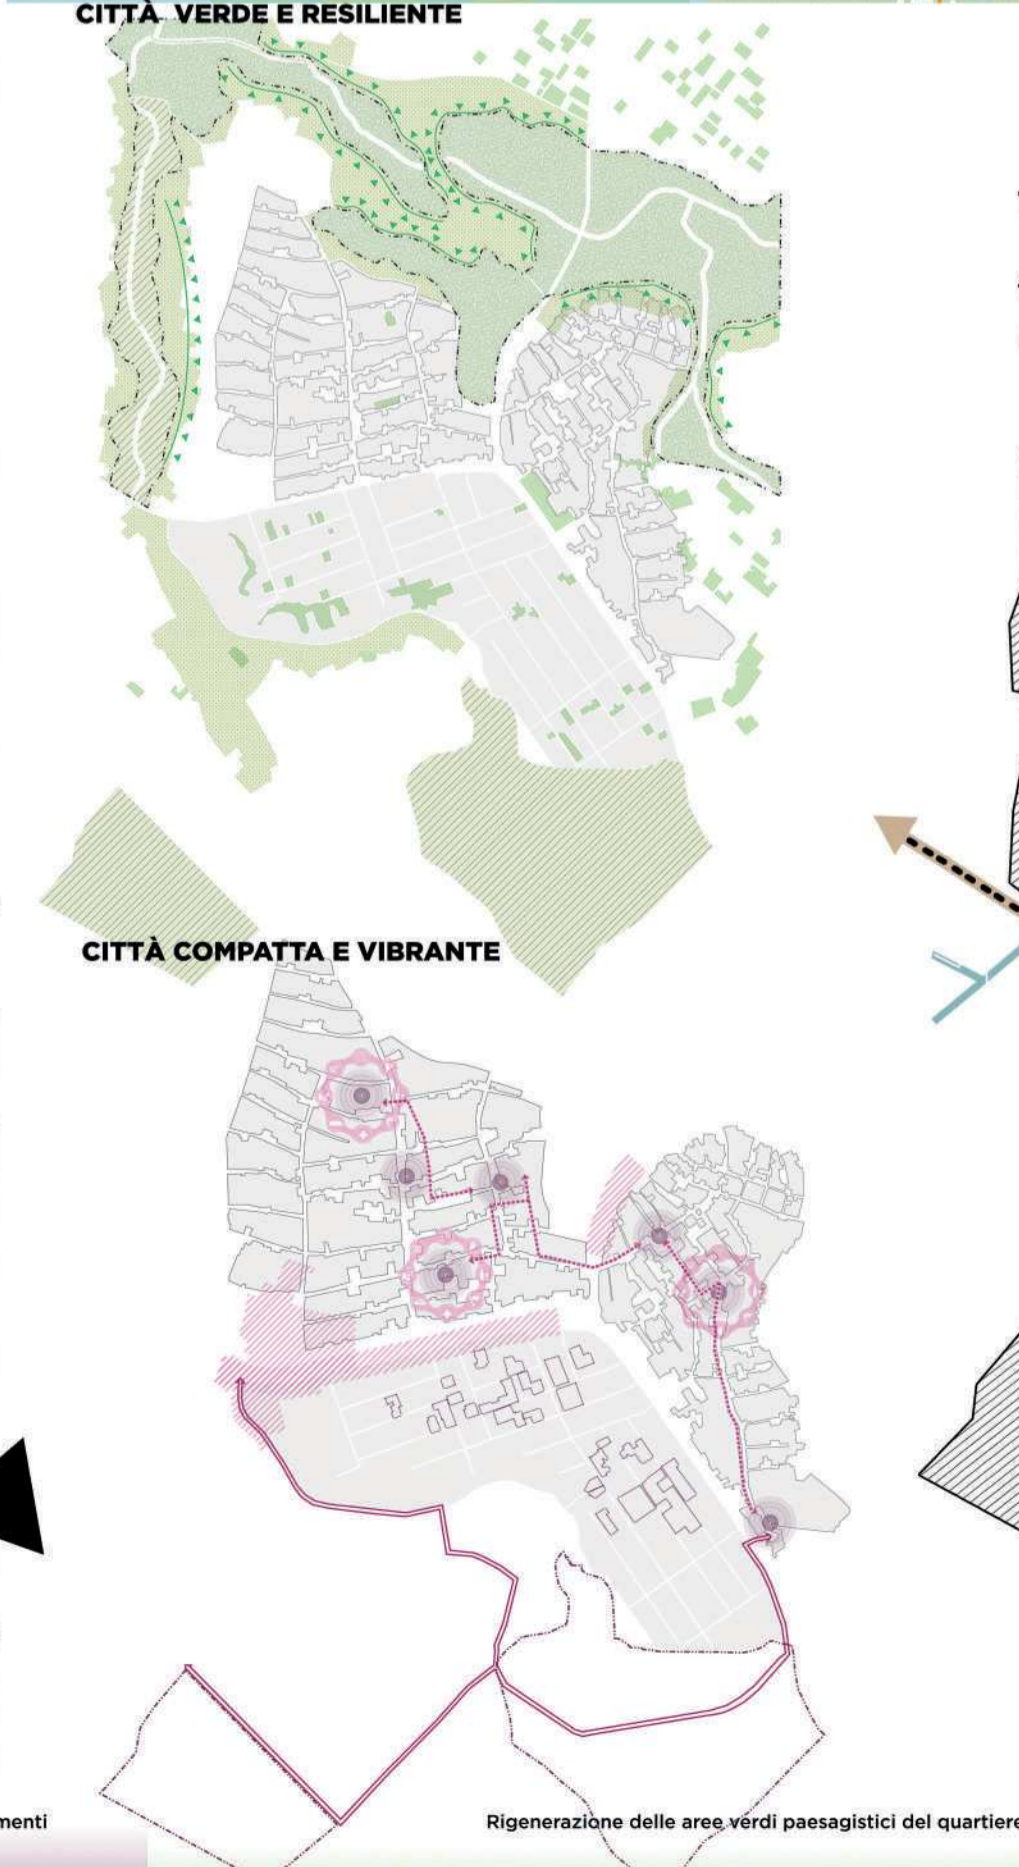 CITTÀ VERDE E RESILIENTE
CITTÀ COMPATTA E VIBRANTE
menti
Rigenerazione delle aree verdi paesagistici del quartiere